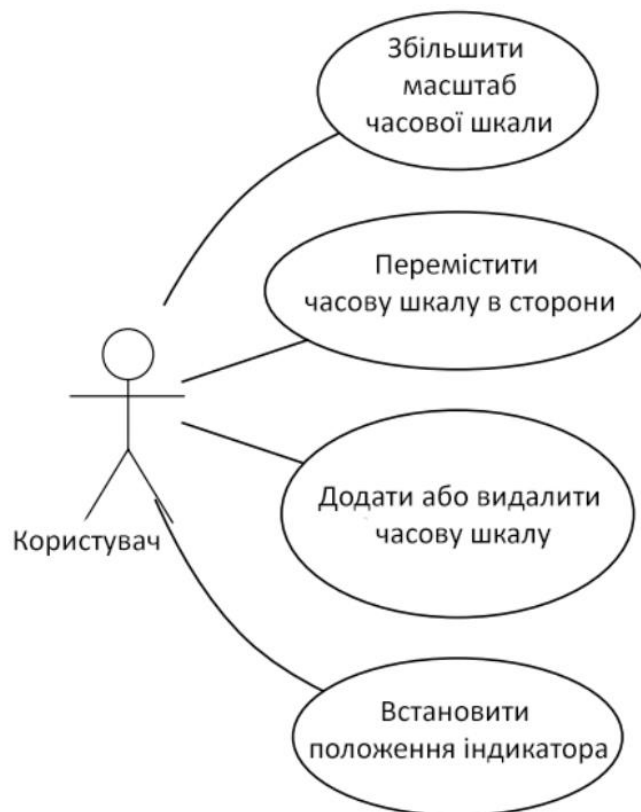 Збільшити
масштаб
часової шкали
Перемістити
часову шкалу в сторони
Додати або видалити
часову шкалу
Користувач
Встановити
положення індикатора